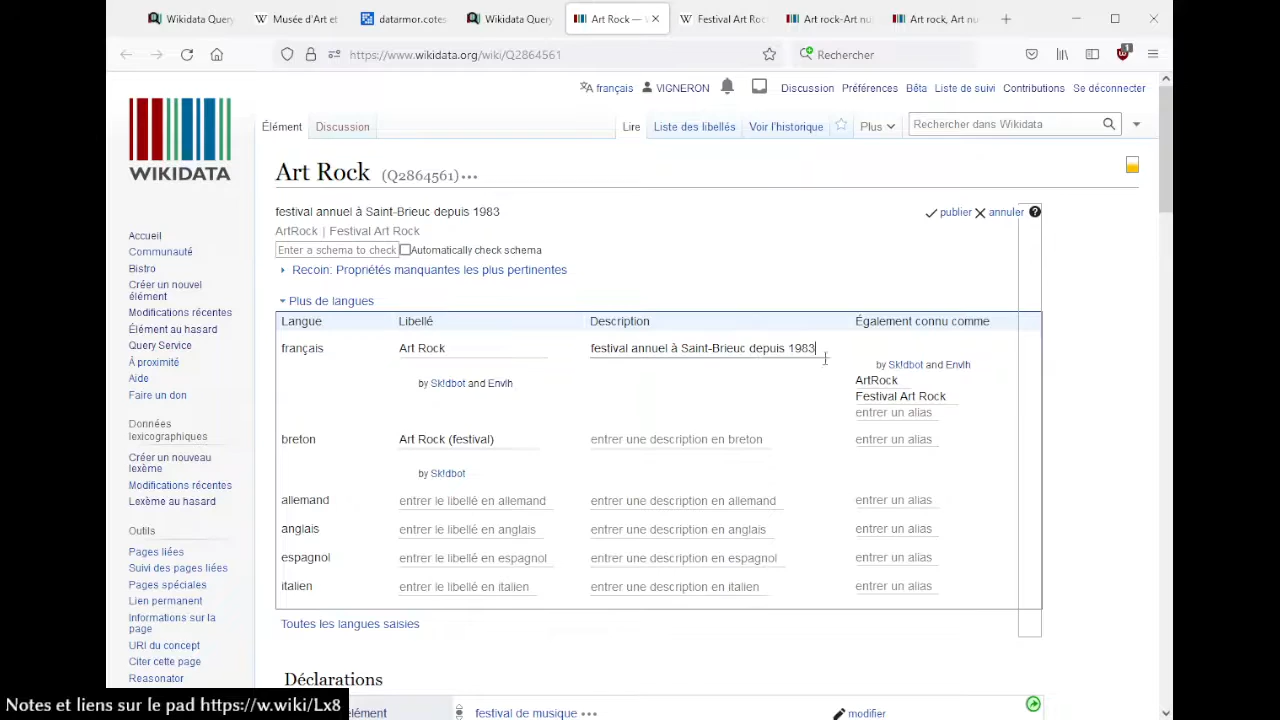 Wikidata Query
Musée d'Art et
datarmor.cotes
Wikidata Query
Art Rock —
Festival Art Roc
Art rock-Art nu
Art rock, Art nu
https://www.wikidata.org/wiki/Q2864561
Rechercher
1
français VIGNERON Discussion Préférences Bêta Liste de suivi Contributions Se déconnecter
Élément Discussion Lire Liste des libellés Voir l'historique Plus Rechercher dans Wikidata
WIKIDATA
Art Rock (Q2864561)
festival annuel à Saint-Brieuc depuis 1983
publier annuler ?
ArtRock | Festival Art Rock
Enter a schema to check Automatically check schema
Recoin: Propriétés manquantes les plus pertinentes
Plus de langues
Langue Libellé Description Également connu comme
français Art Rock festival annuel à Saint-Brieuc depuis 1983
by Sk!dbot and Envlh
by Sk!dbot and Envlh
ArtRock
Festival Art Rock
entrer un alias
breton Art Rock (festival) entrer une description en breton entrer un alias
by Sk!dbot
allemand entrer le libellé en allemand entrer une description en allemand entrer un alias
anglais entrer le libellé en anglais entrer une description en anglais entrer un alias
espagnol entrer le libellé en espagnol entrer une description en espagnol entrer un alias
italien entrer le libellé en italien entrer une description en italien entrer un alias
Toutes les langues saisies
Déclarations
élément festival de musique modifier
Accueil
Communauté
Bistro
Créer un nouvel
élément
Modifications récentes
Élément au hasard
Query Service
À proximité
Aide
Faire un don
Données
lexicographiques
Créer un nouveau
lexème
Modifications récentes
Lexème au hasard
Outils
Pages liées
Suivi des pages liées
Pages spéciales
Lien permanent
Informations sur la
page
URI du concept
Citer cette page
Reasonator
Notes et liens sur le pad https://w.wiki/Lx8